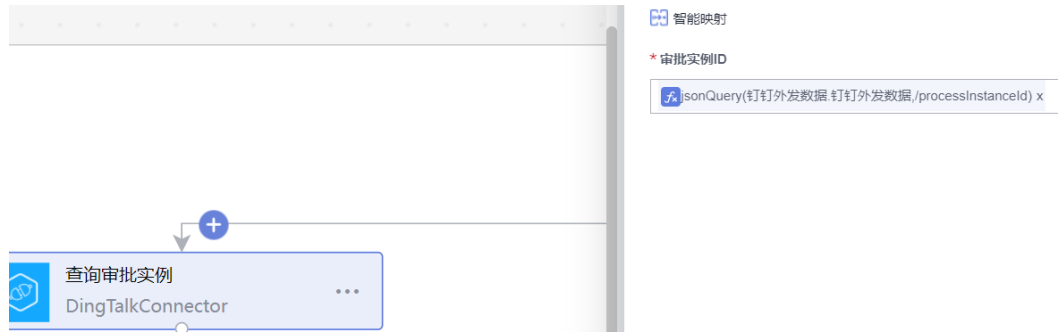 智能映射
* 审批实例ID
fx jsonQuery(钉钉外发数据.钉钉外发数据,/processInstanceId) x
查询审批实例
DingTalkConnector